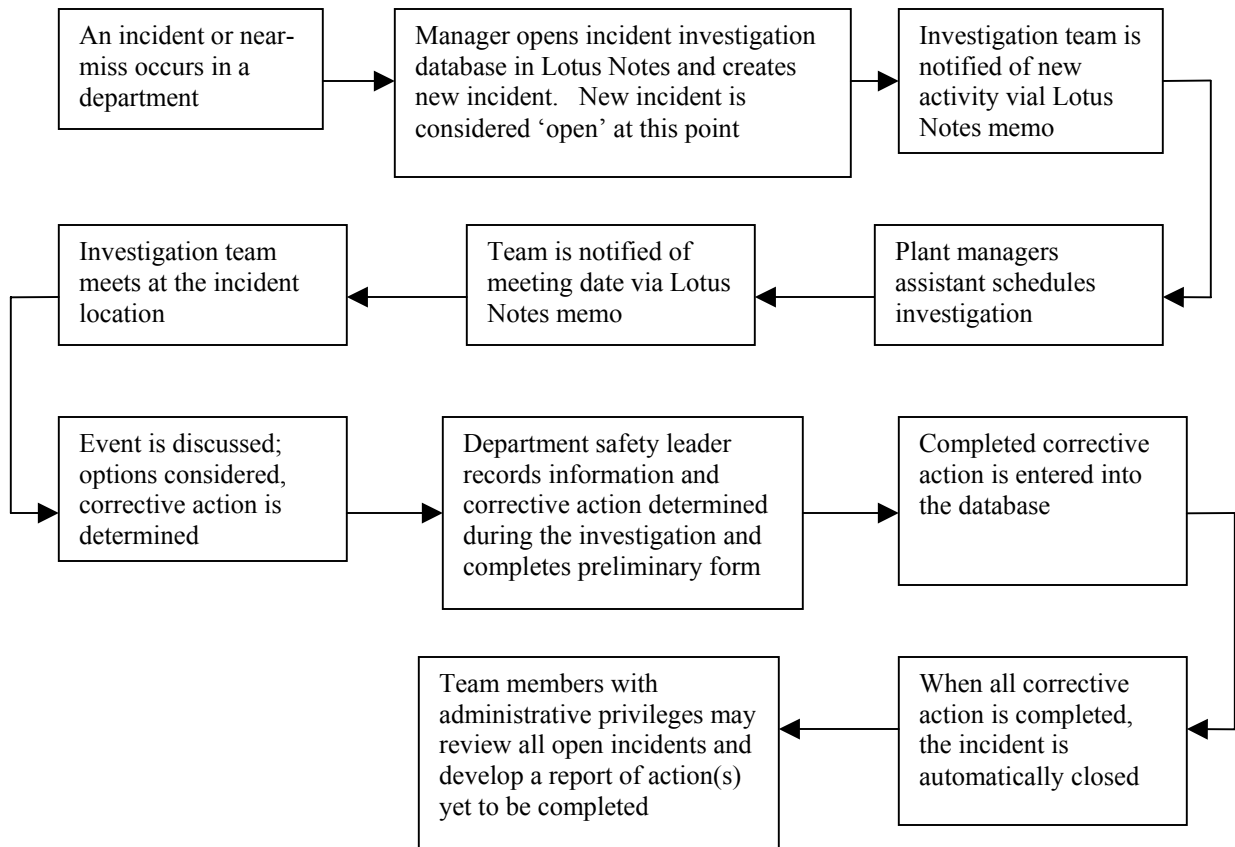 An incident or near-
miss occurs in a
department
Manager opens incident investigation
database in Lotus Notes and creates
new incident.   New incident is
considered ‘open’ at this point
Investigation team is
notified of new
activity vial Lotus
Notes memo
Plant managers
assistant schedules
investigation
Team is notified of
meeting date via Lotus
Notes memo
Investigation team
meets at the incident
location
Event is discussed;
options considered,
corrective action is
determined
Department safety leader
records information and
corrective action determined
during the investigation and
completes preliminary form
Completed corrective
action is entered into
the database
When all corrective
action is completed,
the incident is
automatically closed
Team members with
administrative privileges may
review all open incidents and
develop a report of action(s)
yet to be completed